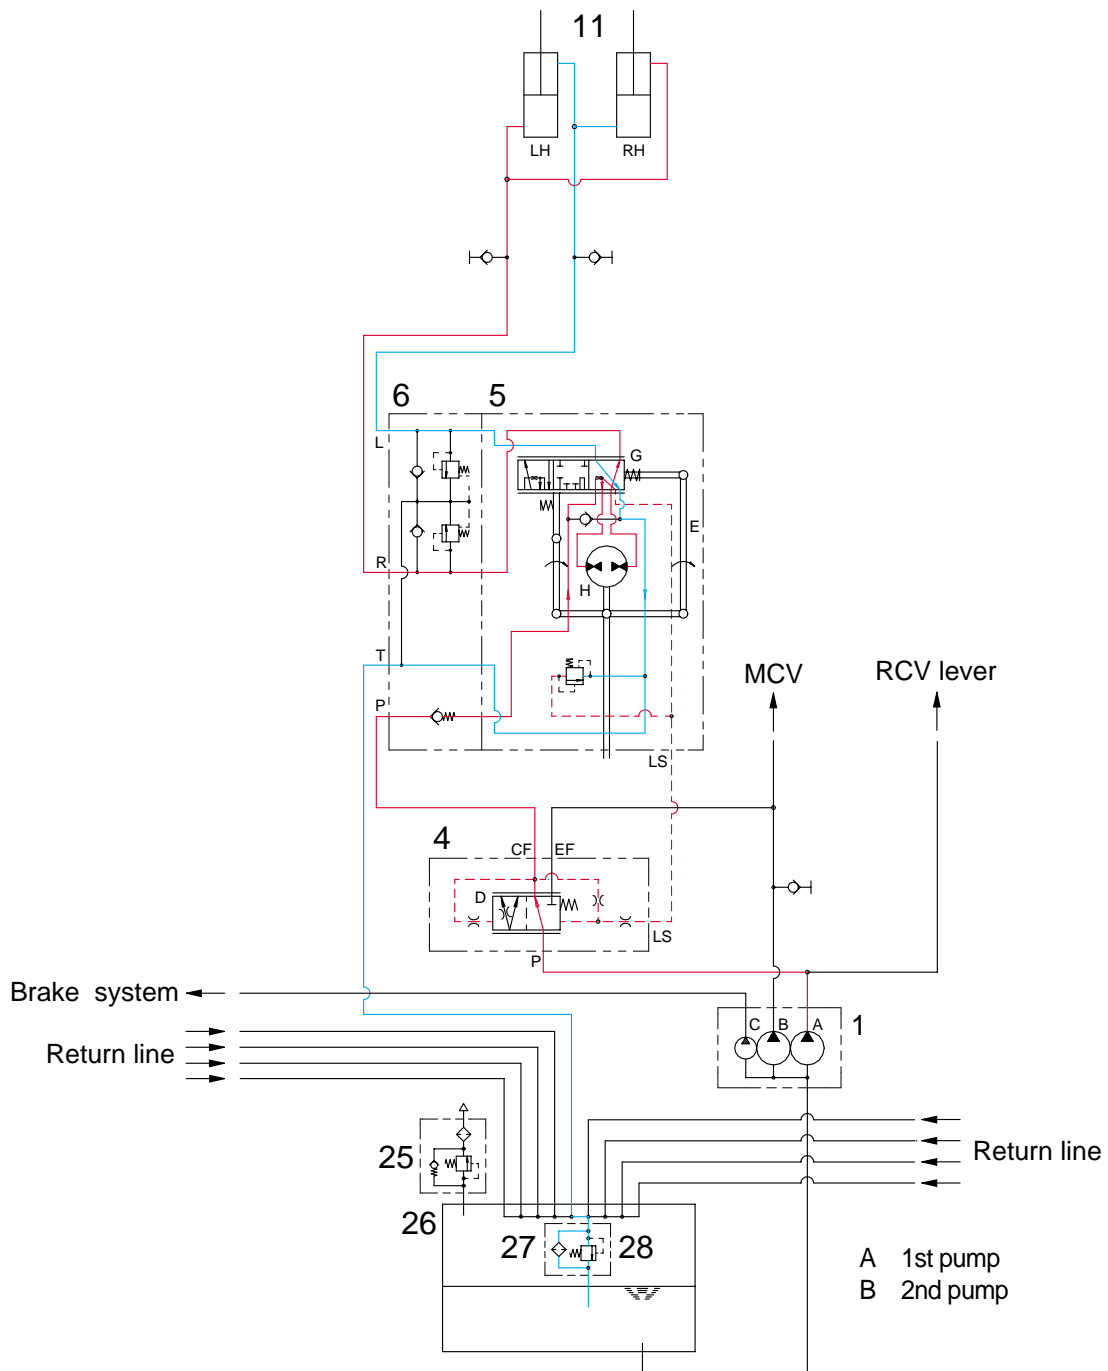 11
LH
RH
6
5
L
G
E
R
H
T
MCV
RCV lever
P
LS
4
CF
EF
D
LS
P
Brake system
C
B
A
1
Return line
25
Return line
26
27
28
A 1st pump
B 2nd pump